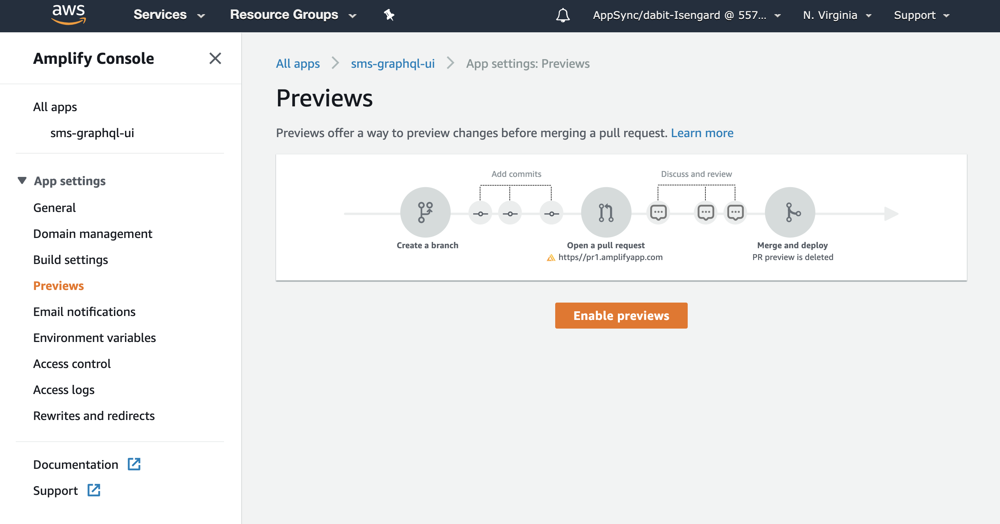 aws Services Resource Groups AppSync/dabit-Isengard @ 557... N. Virginia Support
Amplify Console
All apps
sms-graphql-ui
App settings
General
Domain management
Build settings
Previews
Email notifications
Environment variables
Access control
Access logs
Rewrites and redirects
Documentation
Support
All apps sms-graphql-ui App settings: Previews
Previews
Previews offer a way to preview changes before merging a pull request. Learn more
Add commits
Discuss and review
Create a branch
Open a pull request
https//pr1.amplifyapp.com
Merge and deploy
PR preview is deleted
Enable previews